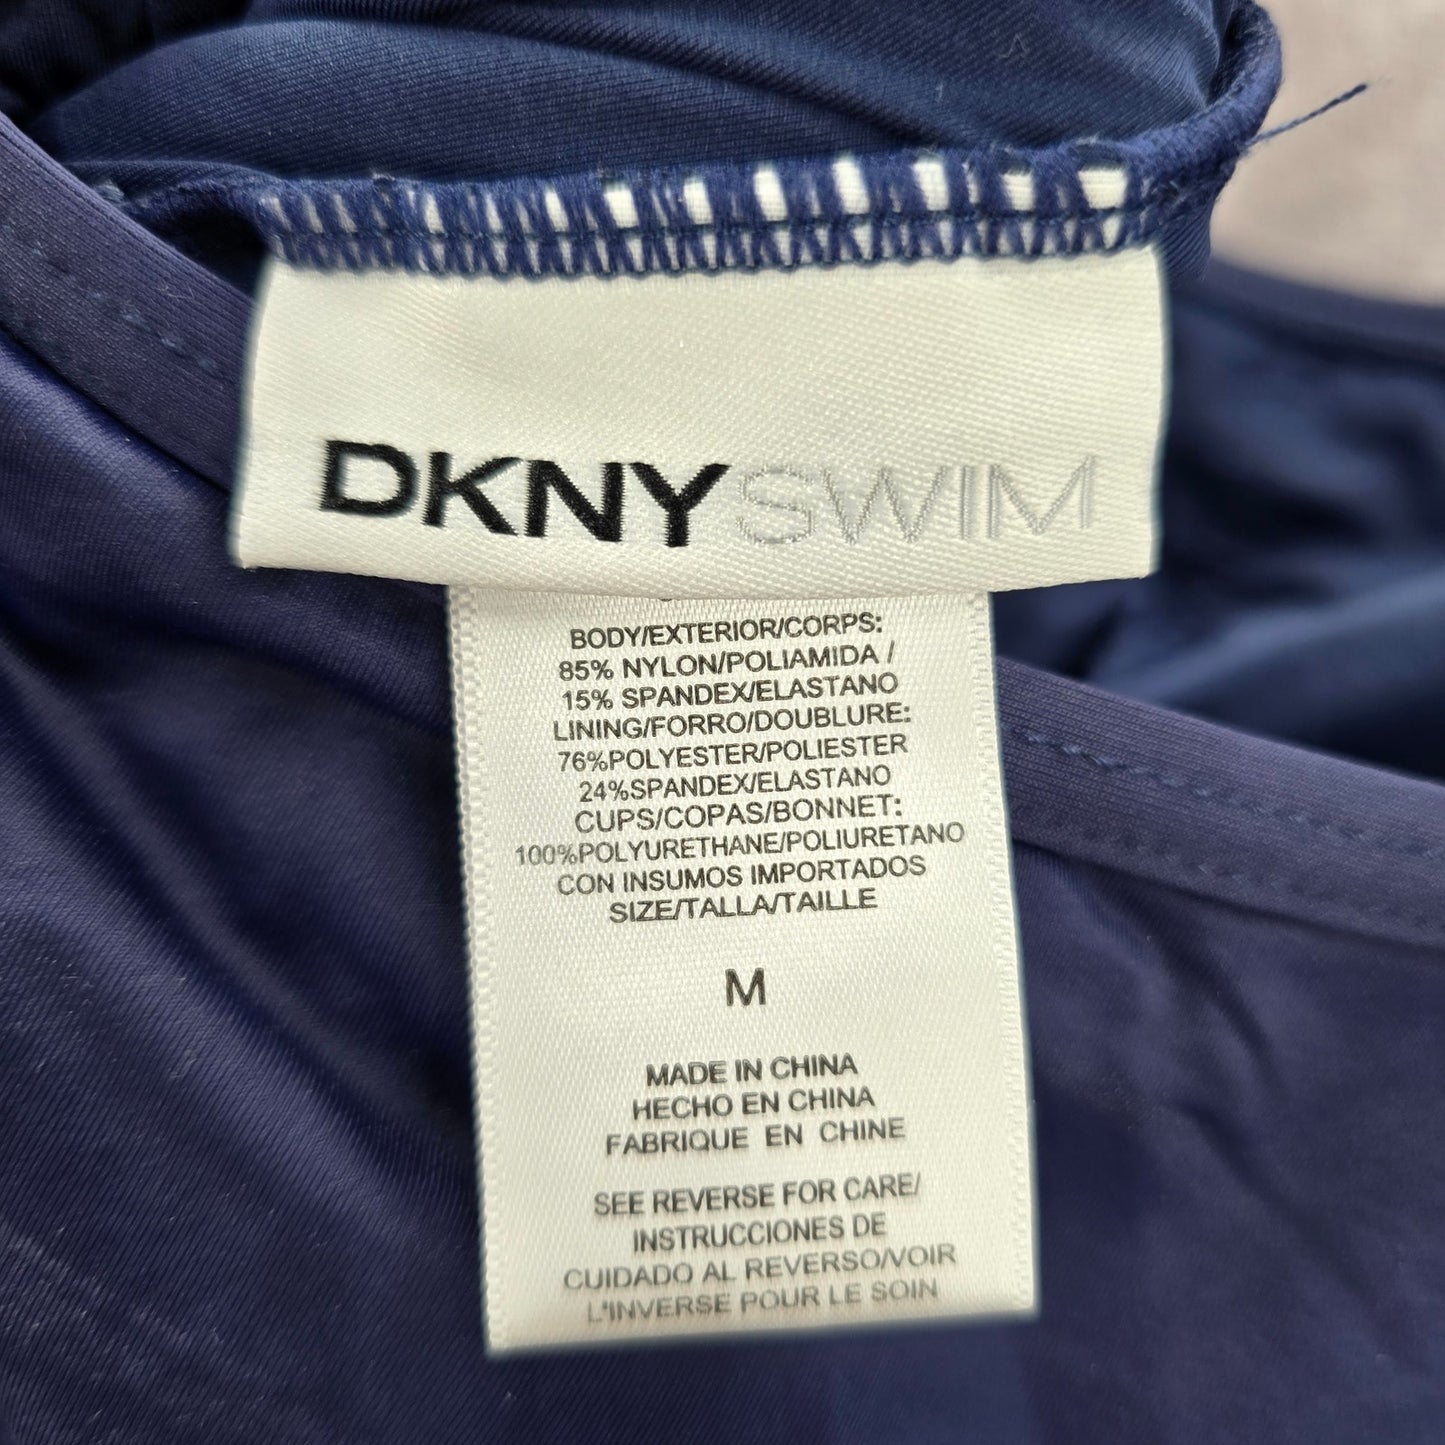 DKNY SWIM
BODY/EXTERIOR/CORPS:
85% NYLON/POLIAMIDA /
15% SPANDEX/ELASTANO
LINING/FORRO/DOUBLURE:
76%POLYESTER/POLIESTER
24%SPANDEX/ELASTANO
CUPS/COPAS/BONNET:
100%POLYURETHANE/POLIURETANO
CON INSUMOS IMPORTADOS
SIZE/TALLA/TAILLE
M
MADE IN CHINA
HECHO EN CHINA
FABRIQUE EN CHINE
SEE REVERSE FOR CARE/
INSTRUCCIONES DE
CUIDADO AL REVERSO/VOIR
L'INVERSE POUR LE SOIN